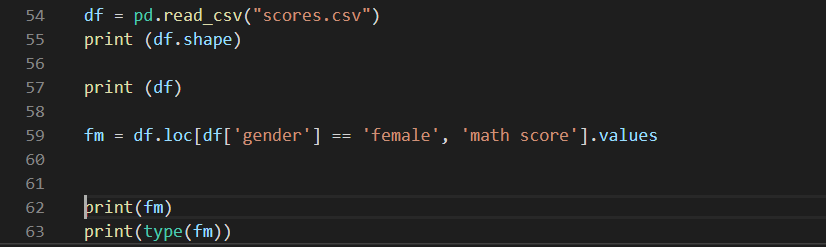 54 df = pd.read_csv("scores.csv")
55 print (df.shape)
56
57 print (df)
58
59 fm = df.loc[df['gender'] == 'female', 'math score'].values
60
61
62 print(fm)
63 print(type(fm))